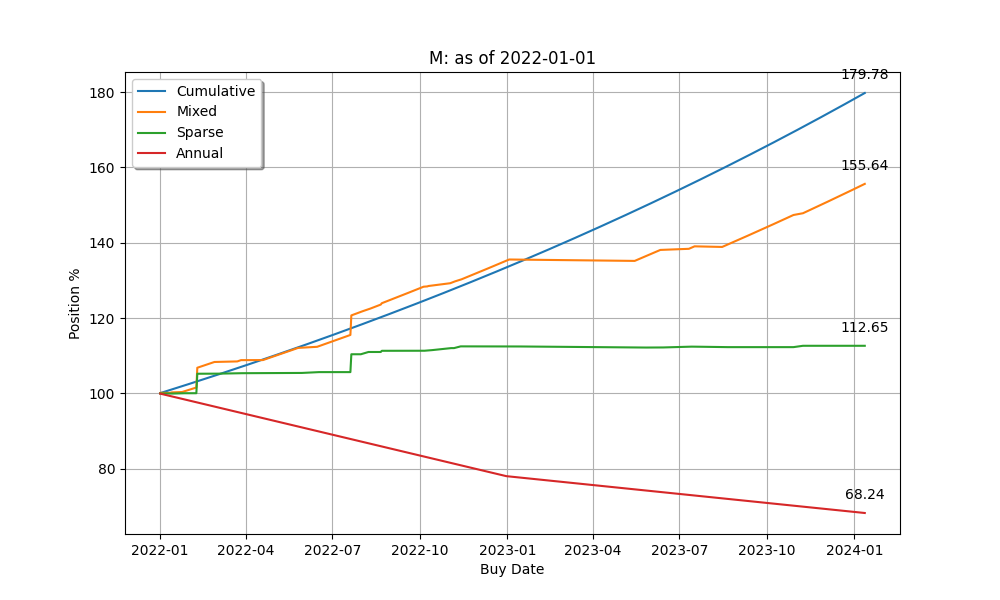 M: as of 2022-01-01
179.78
180
Cumulative
Mixed
Sparse
Annual
160
155.64
140
120
112.65
100
80
68.24
Position %
2022-01 2022-04 2022-07 2022-10 2023-01 2023-04 2023-07 2023-10 2024-01
Buy Date